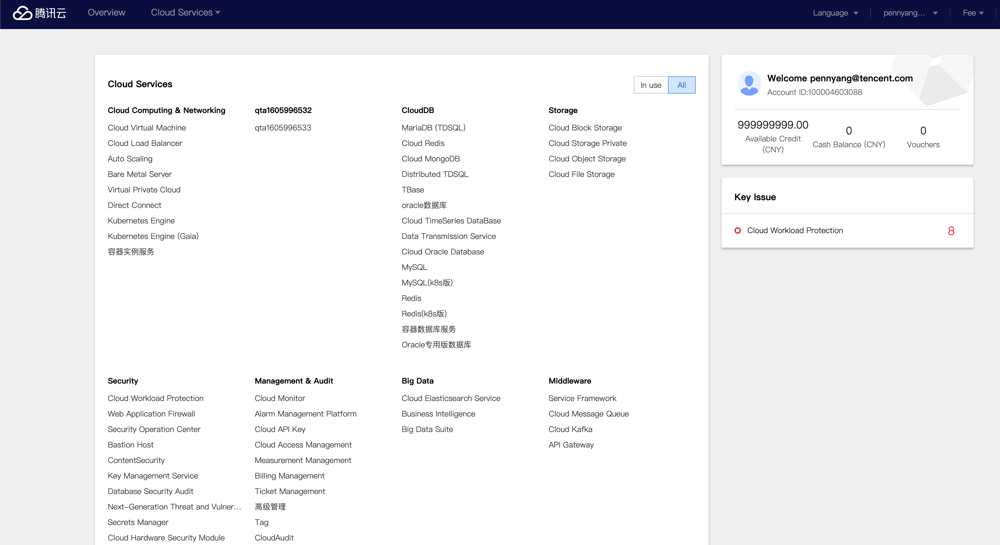 腾讯云
Overview
Cloud Services
Language
pennyang...
Fee
Cloud Services
In use
All
Cloud Computing & Networking
Cloud Virtual Machine
Cloud Load Balancer
Auto Scaling
Bare Metal Server
Virtual Private Cloud
Direct Connect
Kubernetes Engine
Kubernetes Engine (Gaia)
容器实例服务
qta1605996532
qta1605996533
CloudDB
MariaDB (TDSQL)
Cloud Redis
Cloud MongoDB
Distributed TDSQL
TBase
oracle数据库
Cloud TimeSeries DataBase
Data Transmission Service
Cloud Oracle Database
MySQL
MySQL(k8s版)
Redis
Redis(k8s版)
容器数据库服务
Oracle专用版数据库
Storage
Cloud Block Storage
Cloud Storage Private
Cloud Object Storage
Cloud File Storage
Security
Cloud Workload Protection
Web Application Firewall
Security Operation Center
Bastion Host
ContentSecurity
Key Management Service
Database Security Audit
Next-Generation Threat and Vulner...
Secrets Manager
Cloud Hardware Security Module
Management & Audit
Cloud Monitor
Alarm Management Platform
Cloud API Key
Cloud Access Management
Measurement Management
Billing Management
Ticket Management
高级管理
Tag
CloudAudit
Big Data
Cloud Elasticsearch Service
Business Intelligence
Big Data Suite
Middleware
Service Framework
Cloud Message Queue
Cloud Kafka
API Gateway
Welcome pennyang@tencent.com
Account ID:100004603088
999999999.00
Available Credit
(CNY)
0
Cash Balance (CNY)
0
Vouchers
Key Issue
Cloud Workload Protection
8